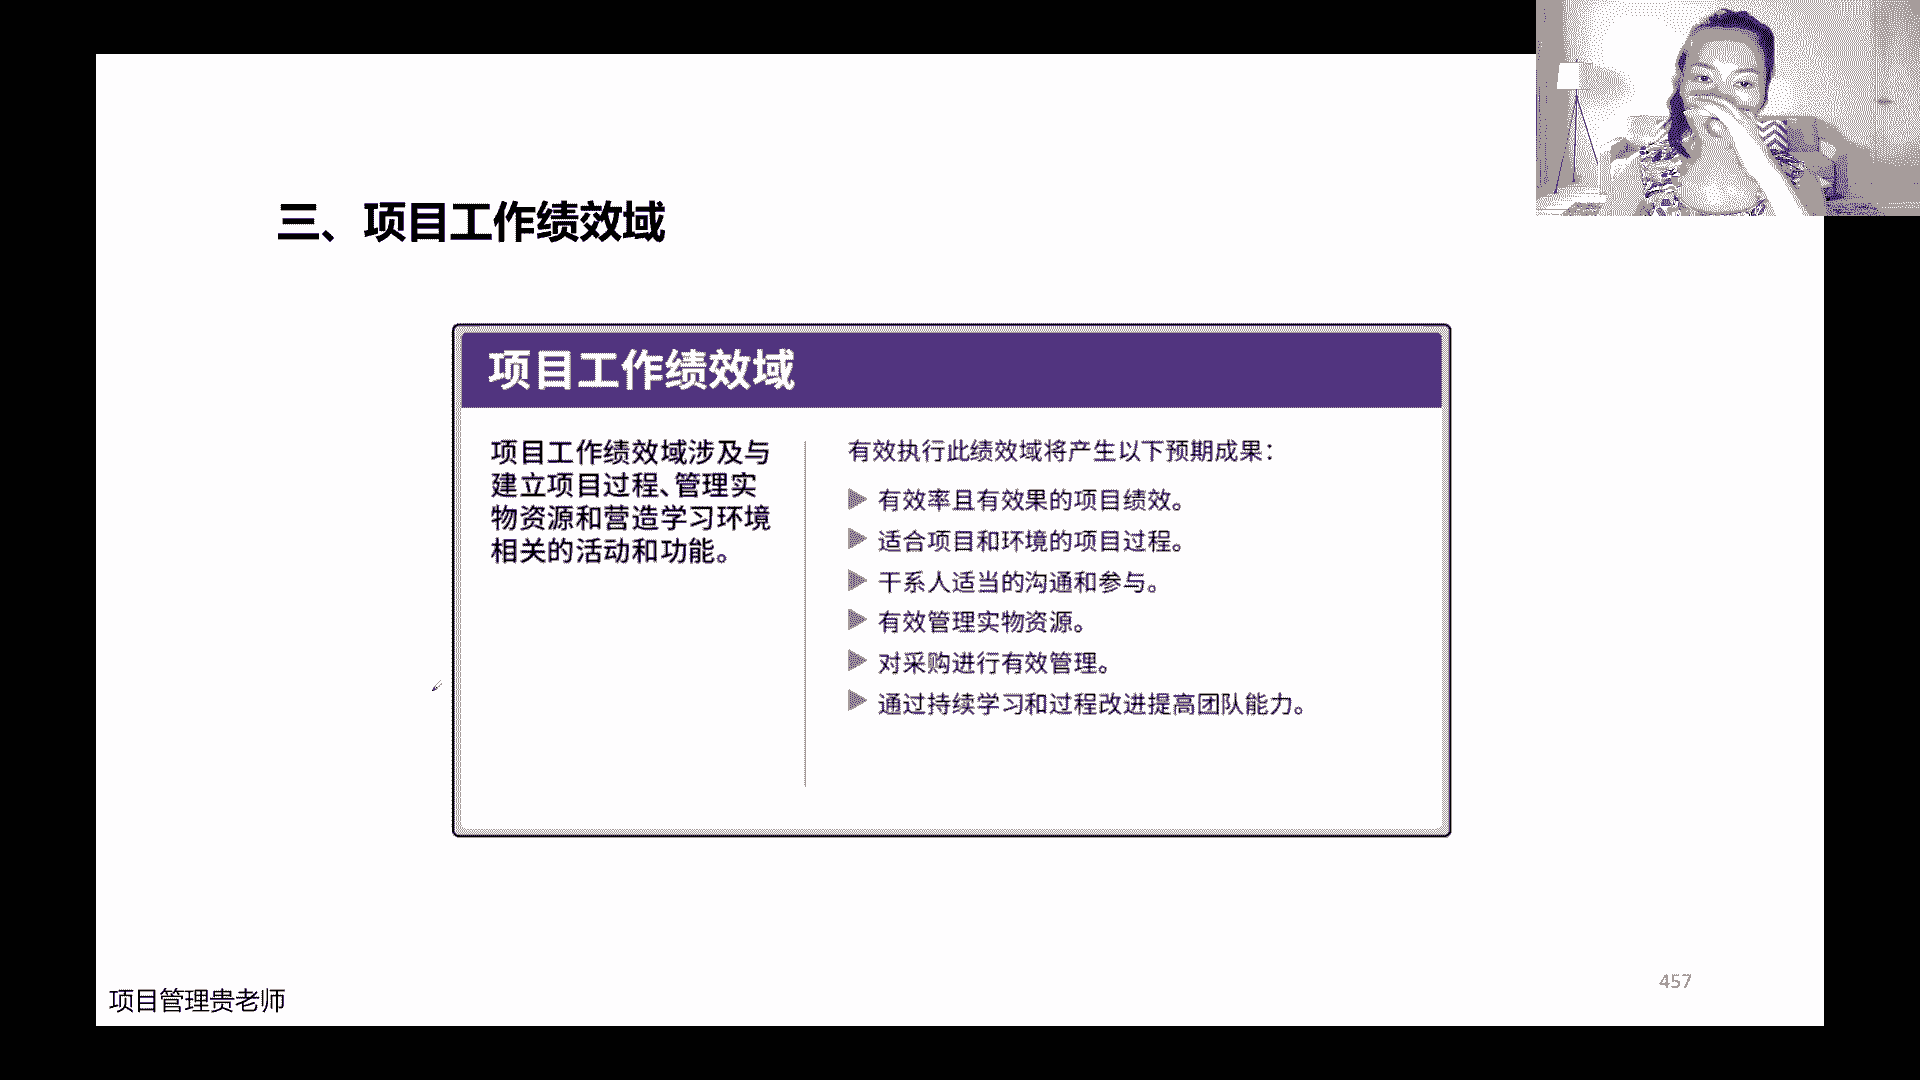 三、项目工作绩效域
项目工作绩效域
项目工作绩效域涉及与
建立项目过程、管理实
物资源和营造学习环境
相关的活动和功能。
有效执行此绩效域将产生以下预期成果：
▶ 有效率且有效果的项目绩效。
▶ 适合项目和环境的项目过程。
▶ 干系人适当的沟通和参与。
▶ 有效管理实物资源。
▶ 对采购进行有效管理。
▶ 通过持续学习和过程改进提高团队能力。
457
项目管理贵老师